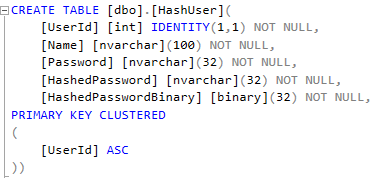 CREATE TABLE [dbo].[HashUser](
[UserId] [int] IDENTITY(1,1) NOT NULL,
[Name] [nvarchar](100) NOT NULL,
[Password] [nvarchar](32) NOT NULL,
[HashedPassword] [nvarchar](32) NOT NULL,
[HashedPasswordBinary] [binary](32) NOT NULL,
PRIMARY KEY CLUSTERED
(
[UserId] ASC
))